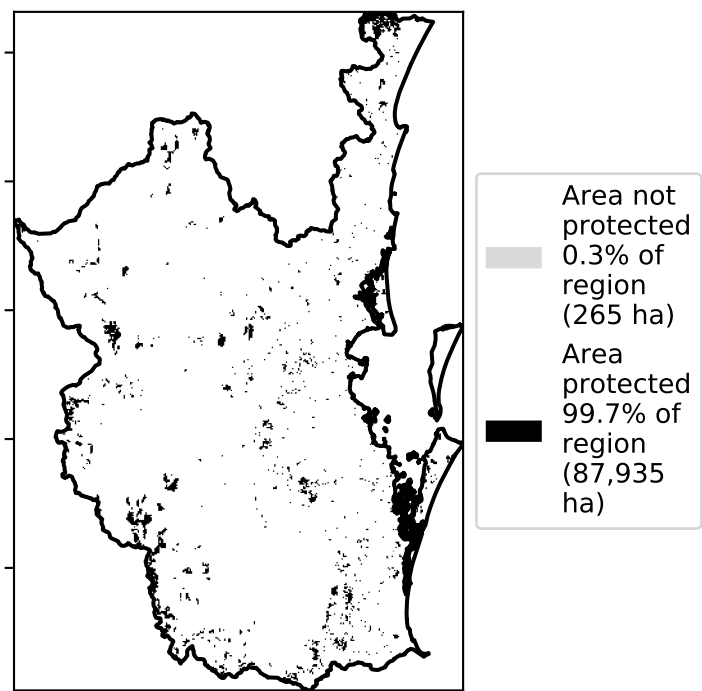 Area not
protected
0.3% of
region
(265 ha)
Area
protected
99.7% of
region
(87,935
ha)